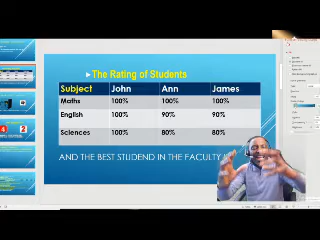 The Rating of Students
Subject John Ann James
Maths 100% 100% 100%
English 100% 90% 90%
Sciences 100% 80% 80%
AND THE BEST STUDEND IN THE FACULTY